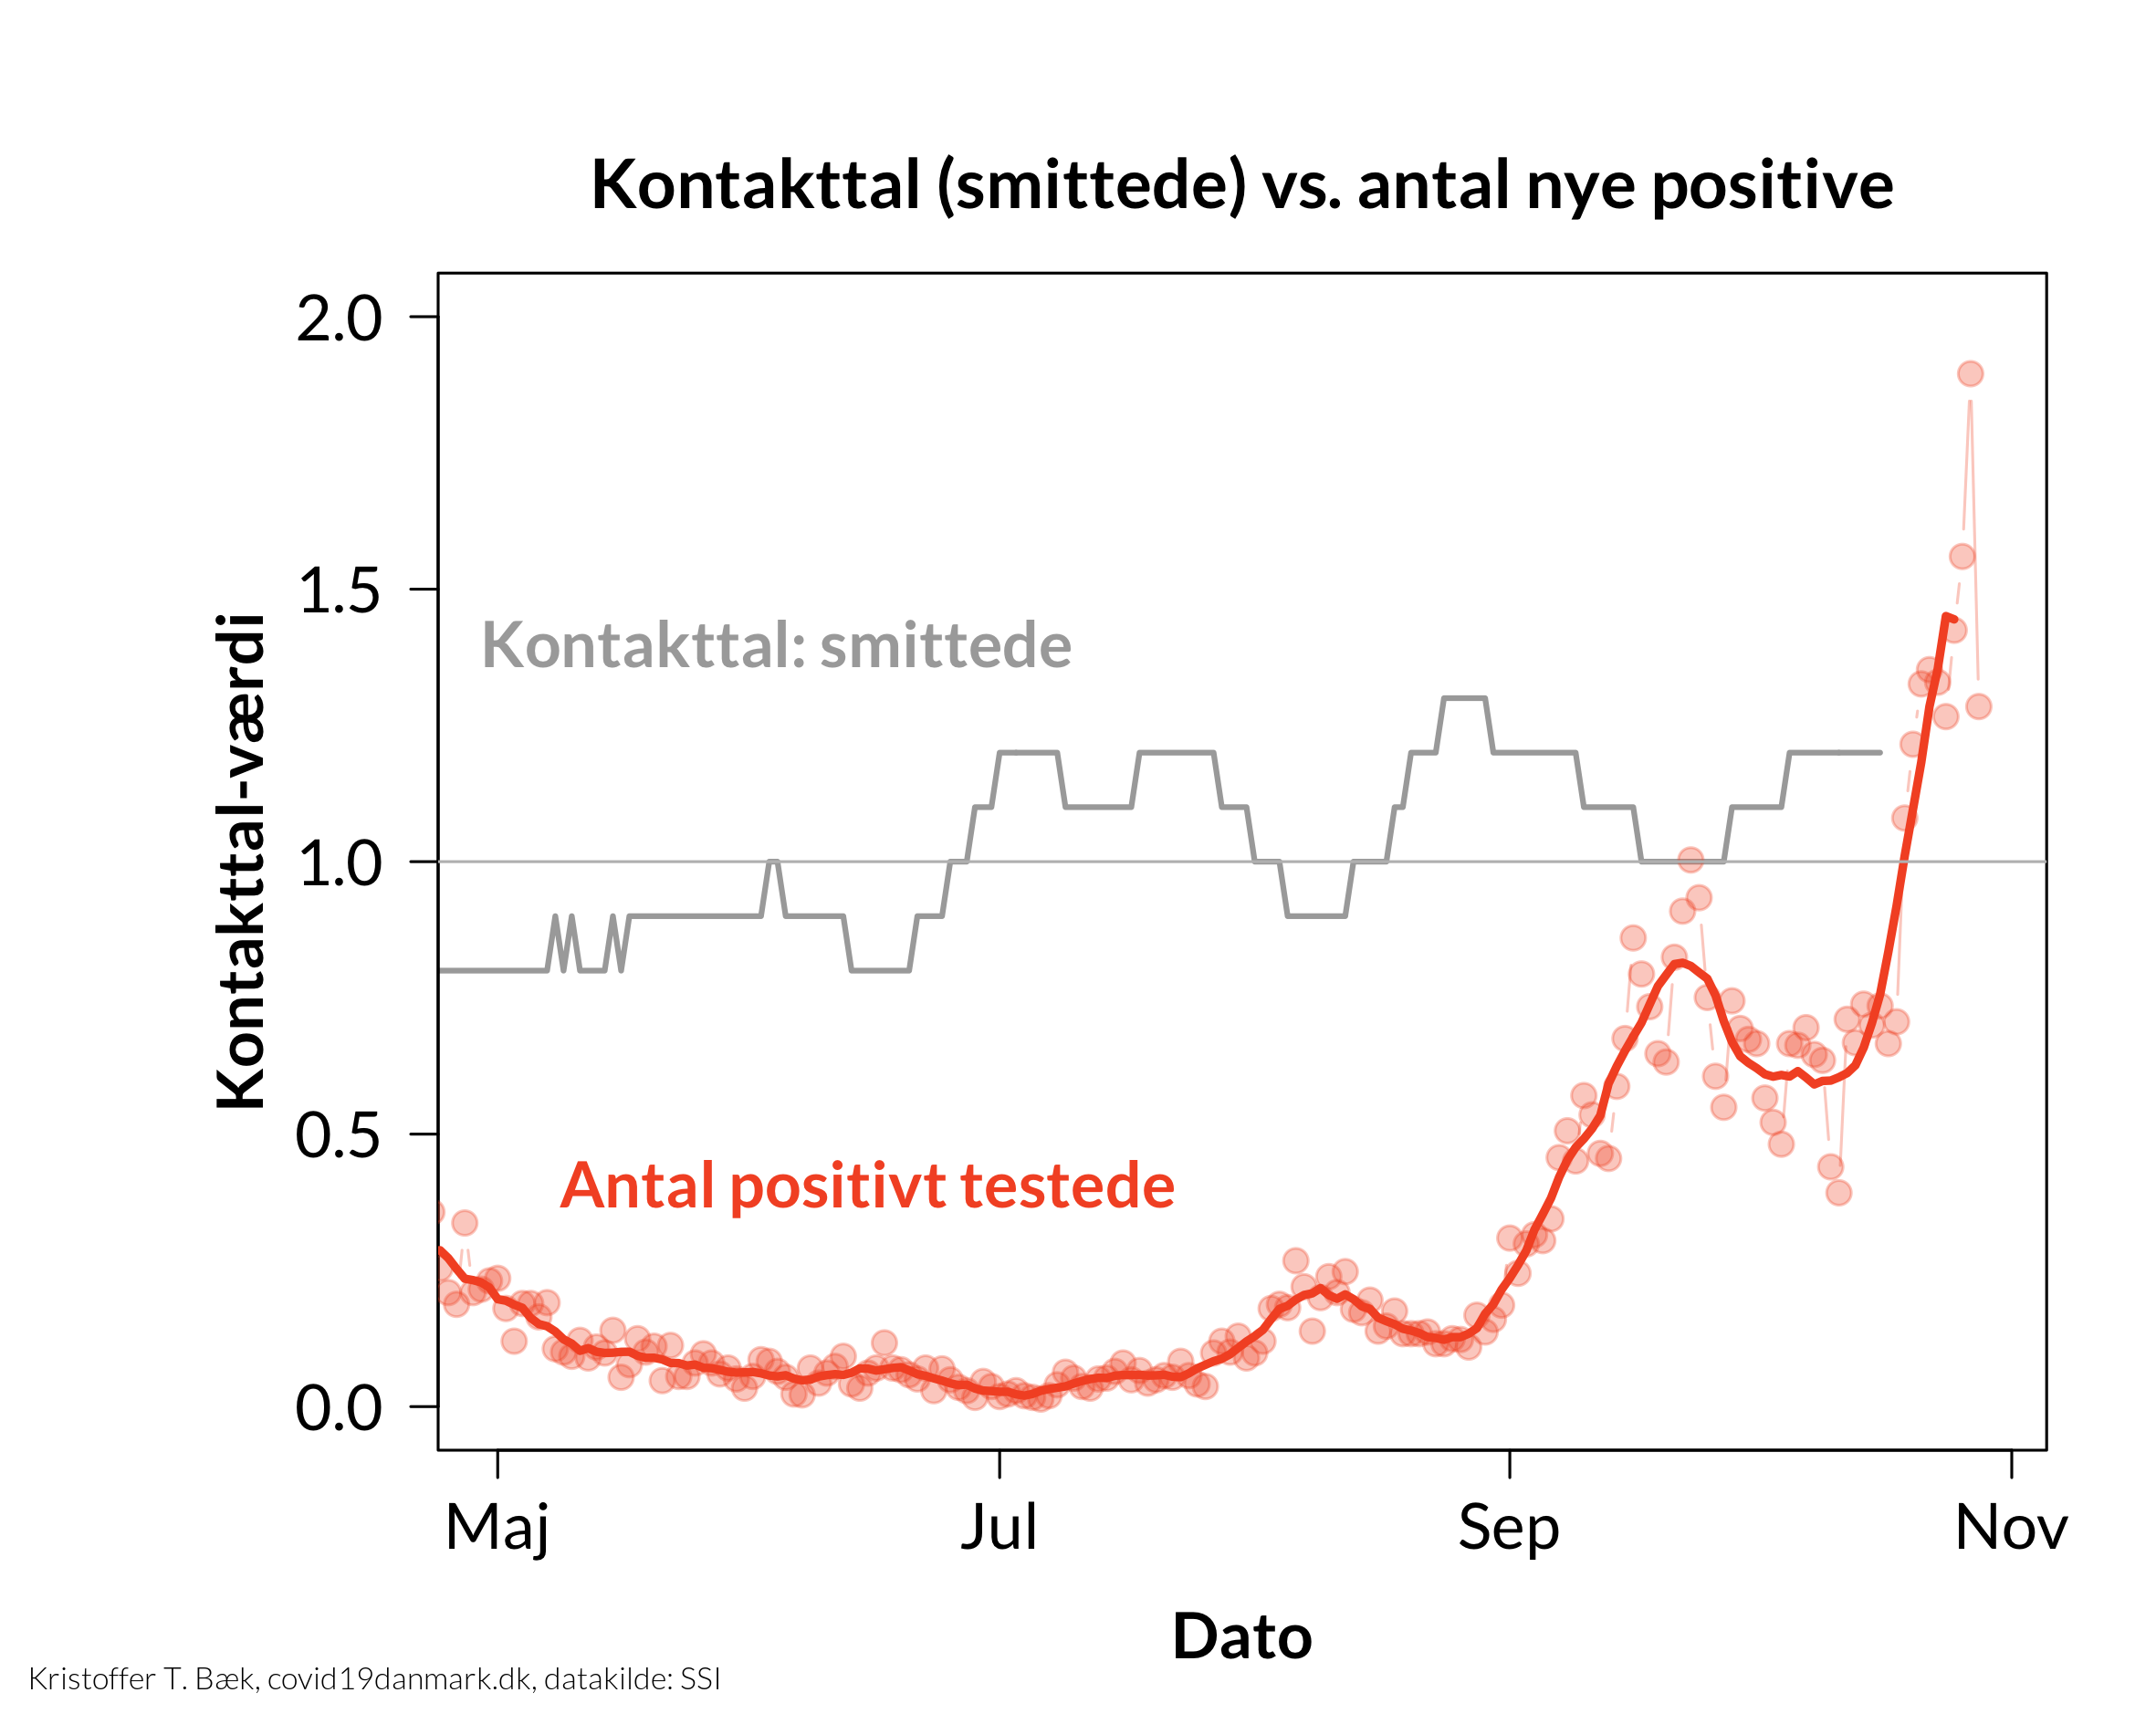 Kontakttal (smittede) vs. antal nye positive
Kontakttal-værdi
2.0
1.5
1.0
0.5
0.0
Kontakttal: smittede
Antal positivt testede
Maj Jul Sep Nov
Dato
Kristoffer T. Bæk, covid19danmark.dk, datakilde: SSI